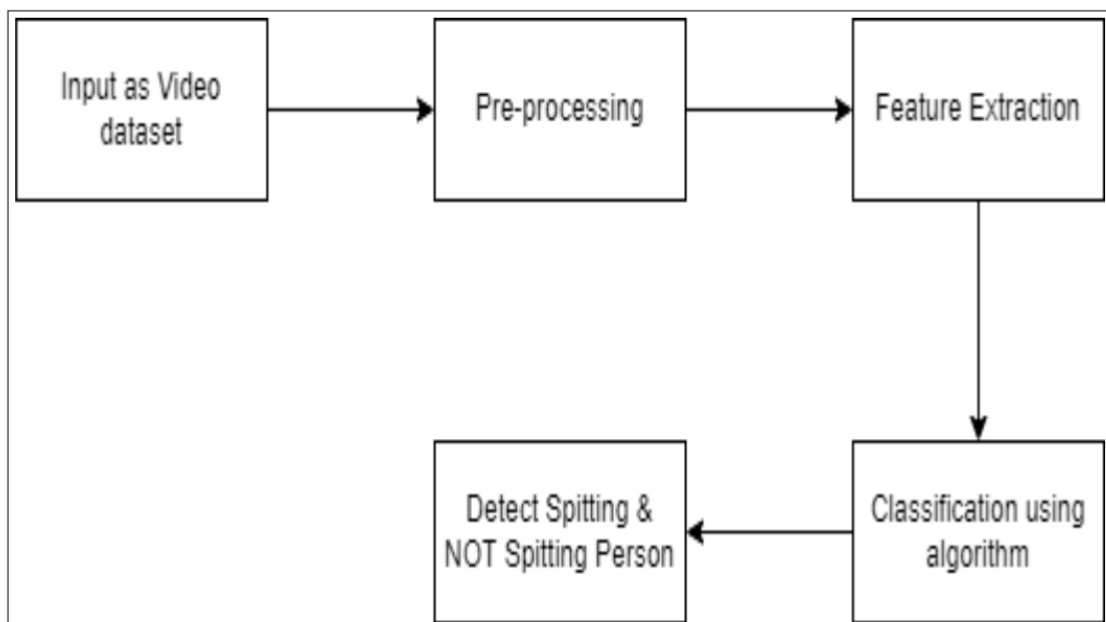 Input as Video
dataset
Pre-processing
Feature Extraction
Classification using
algorithm
Detect Spitting &
NOT Spitting Person